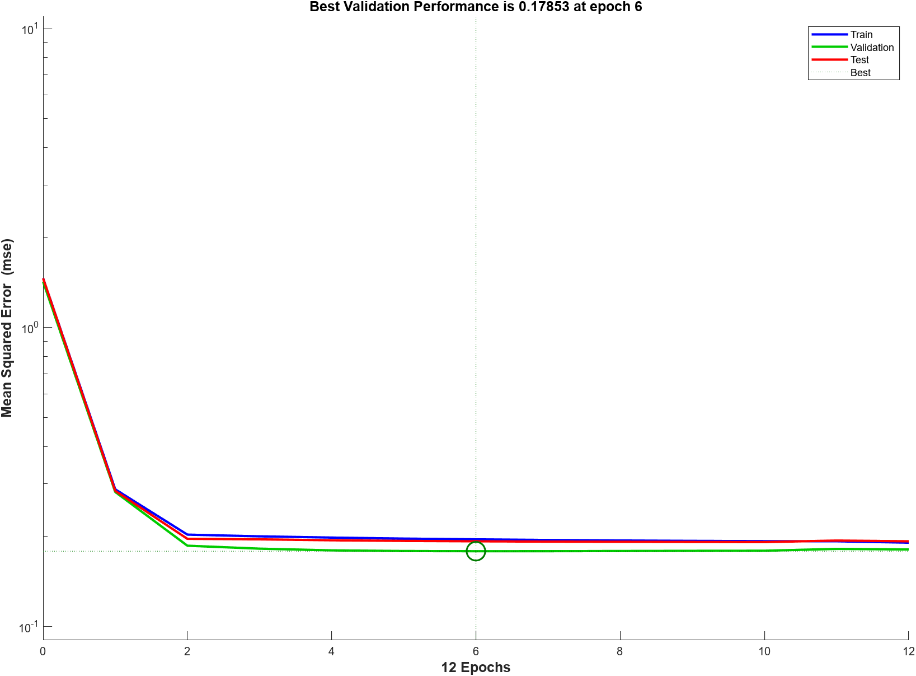 Best Validation Performance is 0.17853 at epoch 6
10^1
10^0
10^-1
Mean Squared Error (mse)
Train
Validation
Test
Best
0 2 4 6 8 10 12
12 Epochs